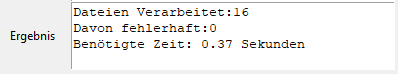 Ergebnis
Dateien Verarbeitet:16
Davon fehlerhaft:0
Benötigte Zeit: 0.37 Sekunden